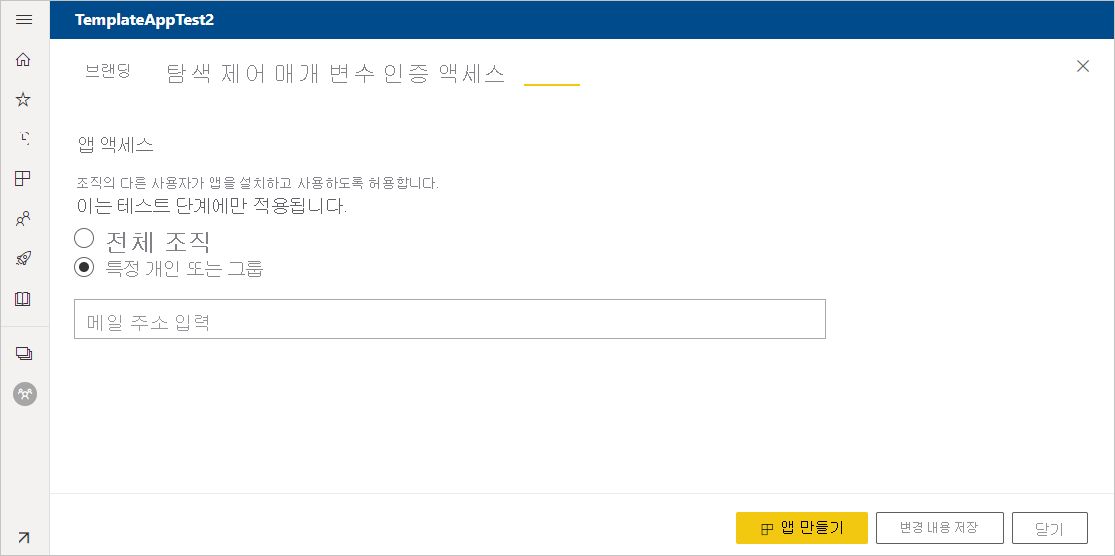 TemplateAppTest2
브랜딩 탐색 제어 매개 변수 인증 액세스
앱 액세스
조직의 다른 사용자가 앱을 설치하고 사용하도록 허용합니다.
이는 테스트 단계에만 적용됩니다.
전체 조직
특정 개인 또는 그룹
메일 주소 입력
앱 만들기 변경 내용 저장 닫기